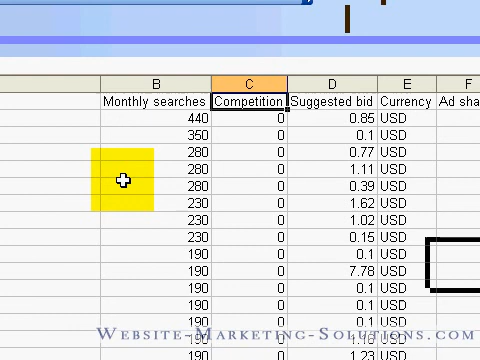 B C D E F
Monthly searches Competition Suggested bid Currency Ad sha
440 0 0.85 USD
350 0 0.1 USD
280 0 0.77 USD
280 0 1.11 USD
280 0 0.39 USD
230 0 1.62 USD
230 0 1.02 USD
230 0 0.15 USD
190 0 0.1 USD
190 0 7.78 USD
190 0 0.1 USD
190 0 0.1 USD
190 0 1.10 USD
190 0 1.23 USD
Website-Marketing-Solutions.com